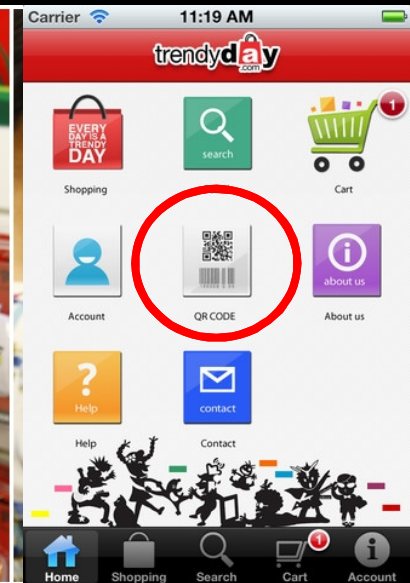 Carrier 11:19 AM
trendyday
.com
EVERY
DAY IS A
TRENDY
DAY
search
1
Shopping
Cart
about us
Account
QR CODE
About us
Help
contact
Help
Contact
1
Home Shopping Search Cart Account